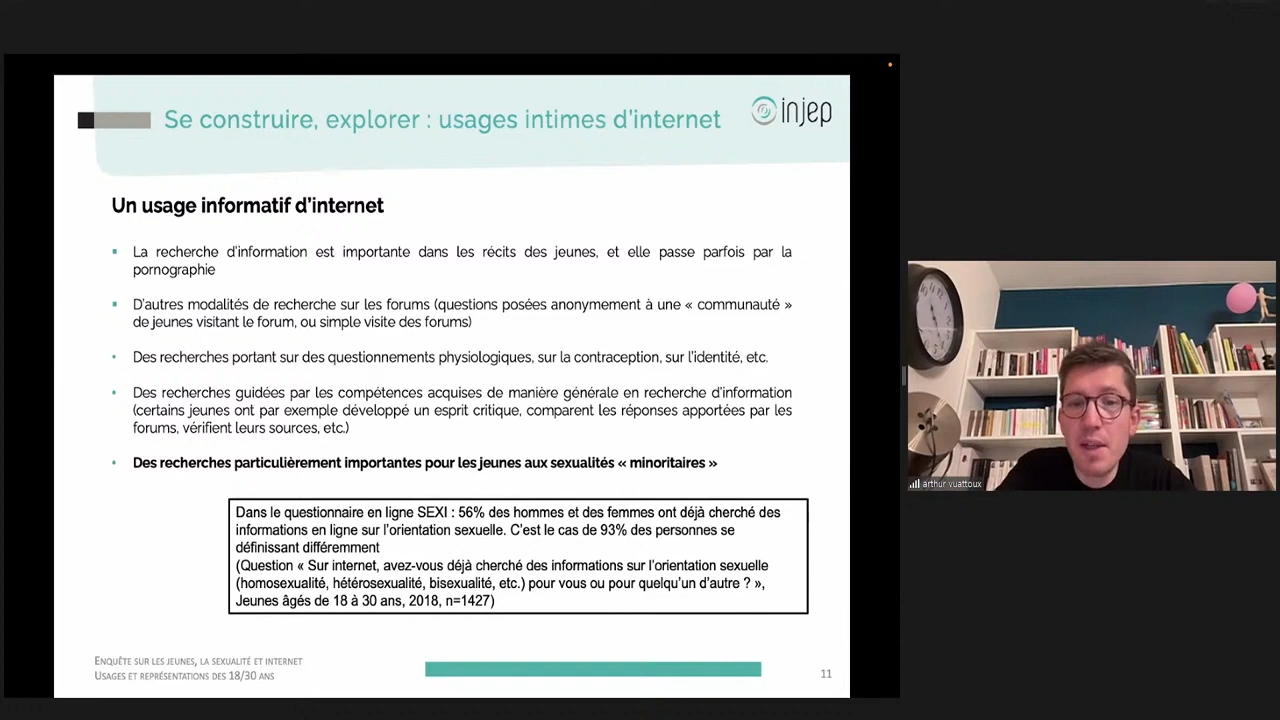 Se construire, explorer : usages intimes d'internet
injep
Un usage informatif d'internet
La recherche d'information est importante dans les récits des jeunes, et elle passe parfois par la
pornographie
D'autres modalités de recherche sur les forums (questions posées anonymement à une « communauté »
de jeunes visitant le forum, ou simple visite des forums)
Des recherches portant sur des questionnements physiologiques, sur la contraception, sur l'identité, etc.
Des recherches guidées par les compétences acquises de manière générale en recherche d'information
(certains jeunes ont par exemple développé un esprit critique, comparent les réponses apportées par les
forums, vérifient leurs sources, etc.)
Des recherches particulièrement importantes pour les jeunes aux sexualités « minoritaires »
Dans le questionnaire en ligne SEXI : 56% des hommes et des femmes ont déjà cherché des
informations en ligne sur l'orientation sexuelle. C'est le cas de 93% des personnes se
définissant différemment
(Question « Sur internet, avez-vous déjà cherché des informations sur l'orientation sexuelle
(homosexualité, hétérosexualité, bisexualité, etc.) pour vous ou pour quelqu'un d'autre ? »,
Jeunes âgés de 18 à 30 ans, 2018, n=1427)
ENQUÊTE SUR LES JEUNES, LA SEXUALITÉ ET INTERNET
USAGES ET REPRÉSENTATIONS DES 18/30 ANS
11
arthur vuattoux